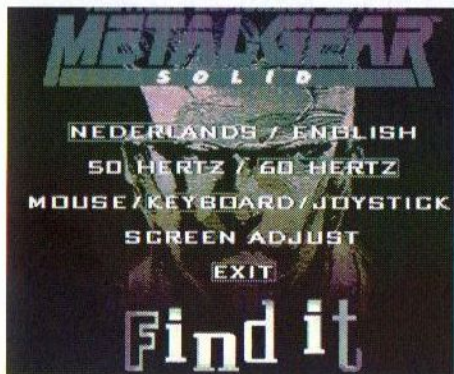 METAL GEAR
SOLID
NEDERLANDS / ENGLISH
50 HERTZ / 60 HERTZ
MOUSE/KEYBOARD/JOYSTICK
SCREEN ADJUST
EXIT
Find it